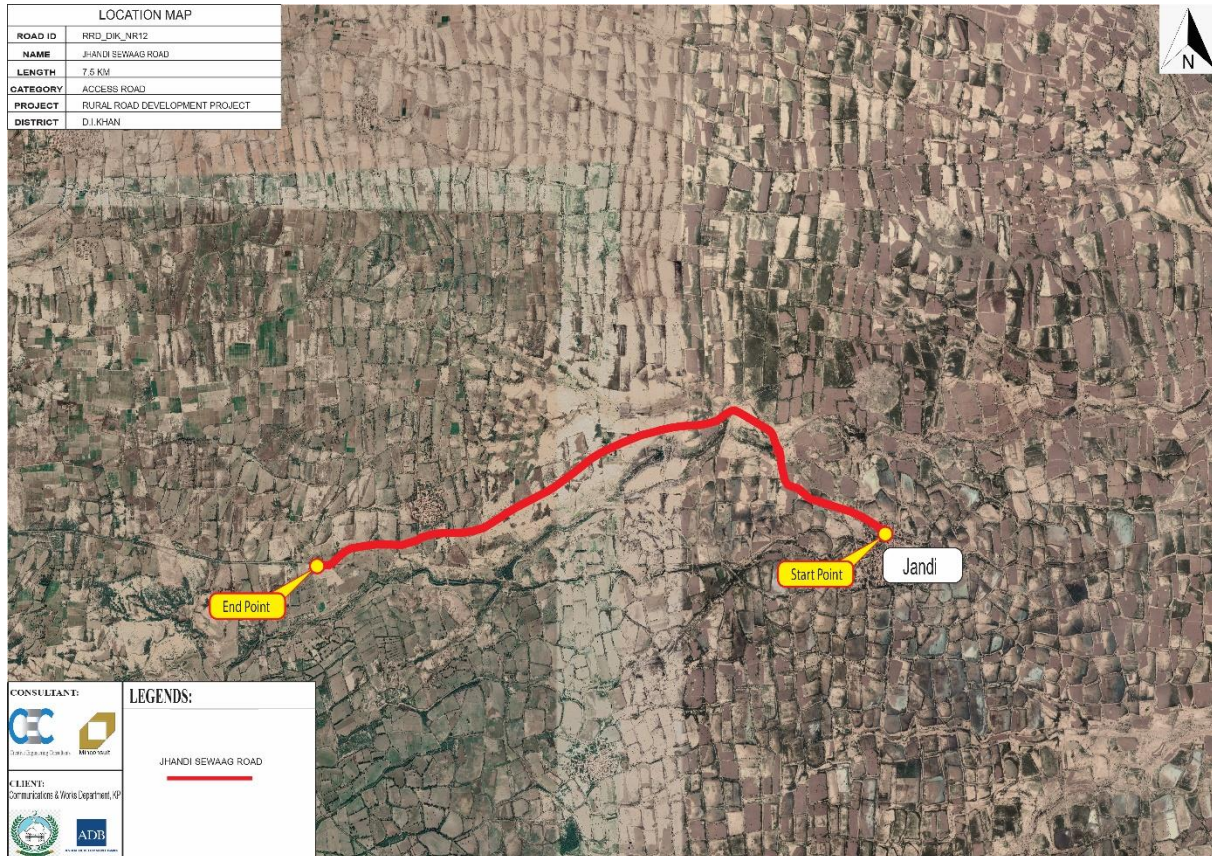 LOCATION MAP
ROAD ID RRD_DIK_NR12
NAME JHANDI SEWAAG ROAD
LENGTH 7.5 KM
CATEGORY ACCESS ROAD
PROJECT RURAL ROAD DEVELOPMENT PROJECT
DISTRICT D.I.KHAN
N
Start Point
Jandi
End Point
CONSULTANT:
CEC
Minconsult
CLIENT:
Communications & Works Department, KP
ADB
LEGENDS:
JHANDI SEWAAG ROAD